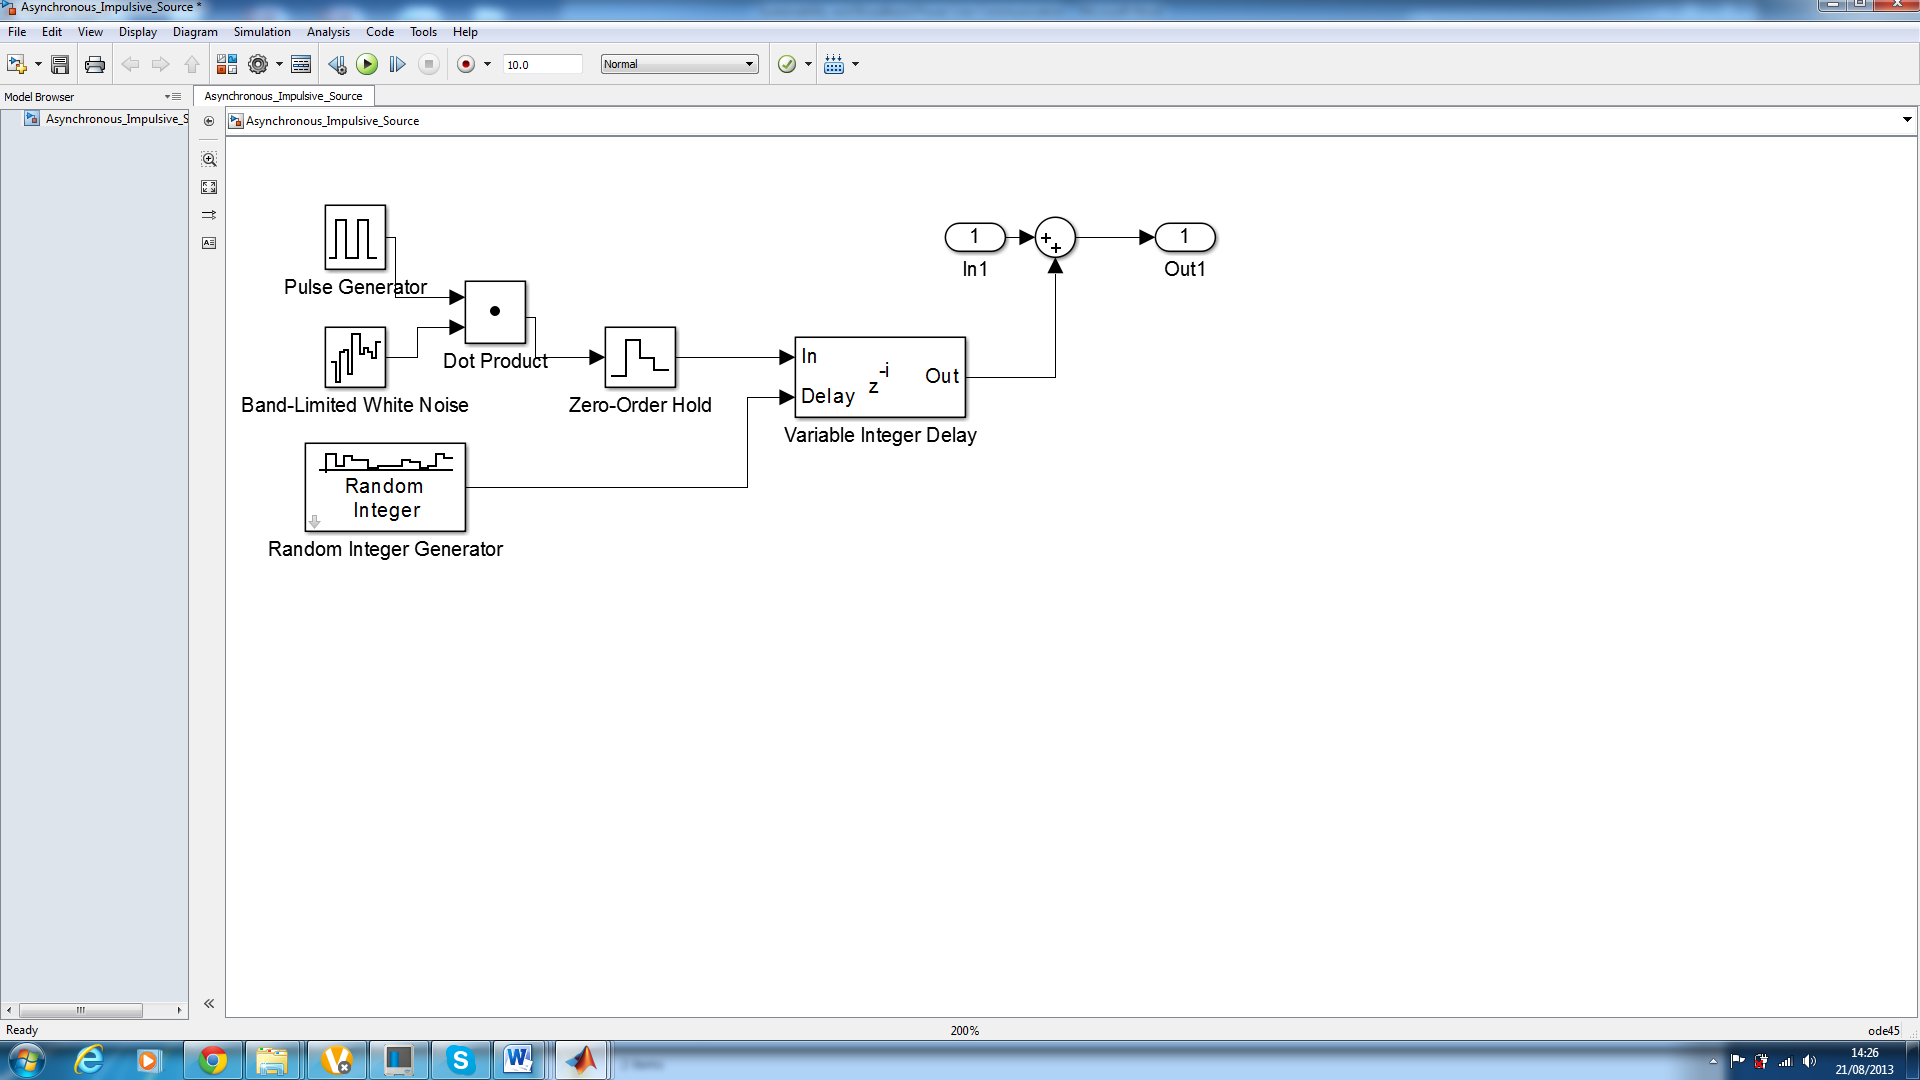 Asynchronous_Impulsive_Source *
File Edit View Display Diagram Simulation Analysis Code Tools Help
10.0
Normal
Model Browser
Asynchronous_Impulsive_Source
Asynchronous_Impulsive_S
Asynchronous_Impulsive_Source
Pulse Generator
1
In1
1
Out1
Dot Product
Band-Limited White Noise
Zero-Order Hold
In
Delay
z
-i
Out
Variable Integer Delay
Random
Integer
Random Integer Generator
Ready
200%
ode45
14:26
21/08/2013